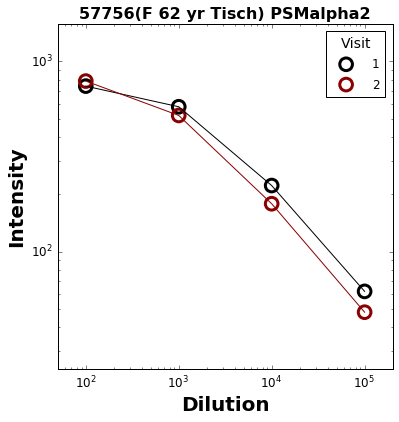 57756(F 62 yr Tisch) PSMalpha2
Visit
1
2
Intensity
10³
10²
10² 10³ 10⁴ 10⁵
Dilution